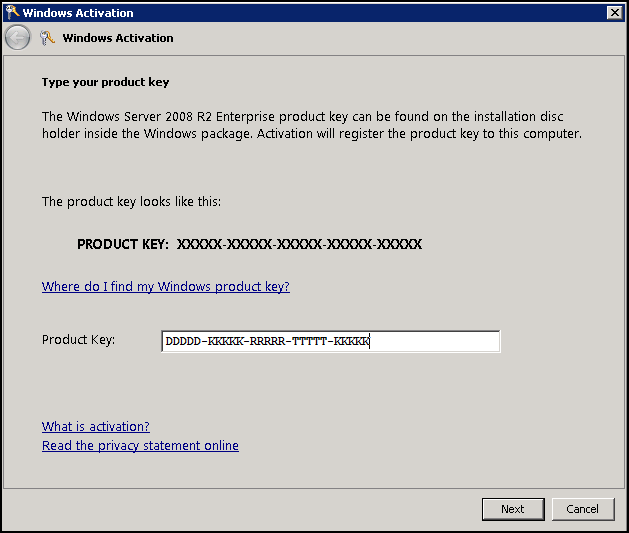 Windows Activation
Windows Activation
Type your product key
The Windows Server 2008 R2 Enterprise product key can be found on the installation disc
holder inside the Windows package. Activation will register the product key to this computer.
The product key looks like this:
PRODUCT KEY: XXXXX-XXXXX-XXXXX-XXXXX-XXXXX
Where do I find my Windows product key?
Product Key: DDDDD-KKKKK-RRRRR-TTTTT-KKKKK
What is activation?
Read the privacy statement online
Next Cancel